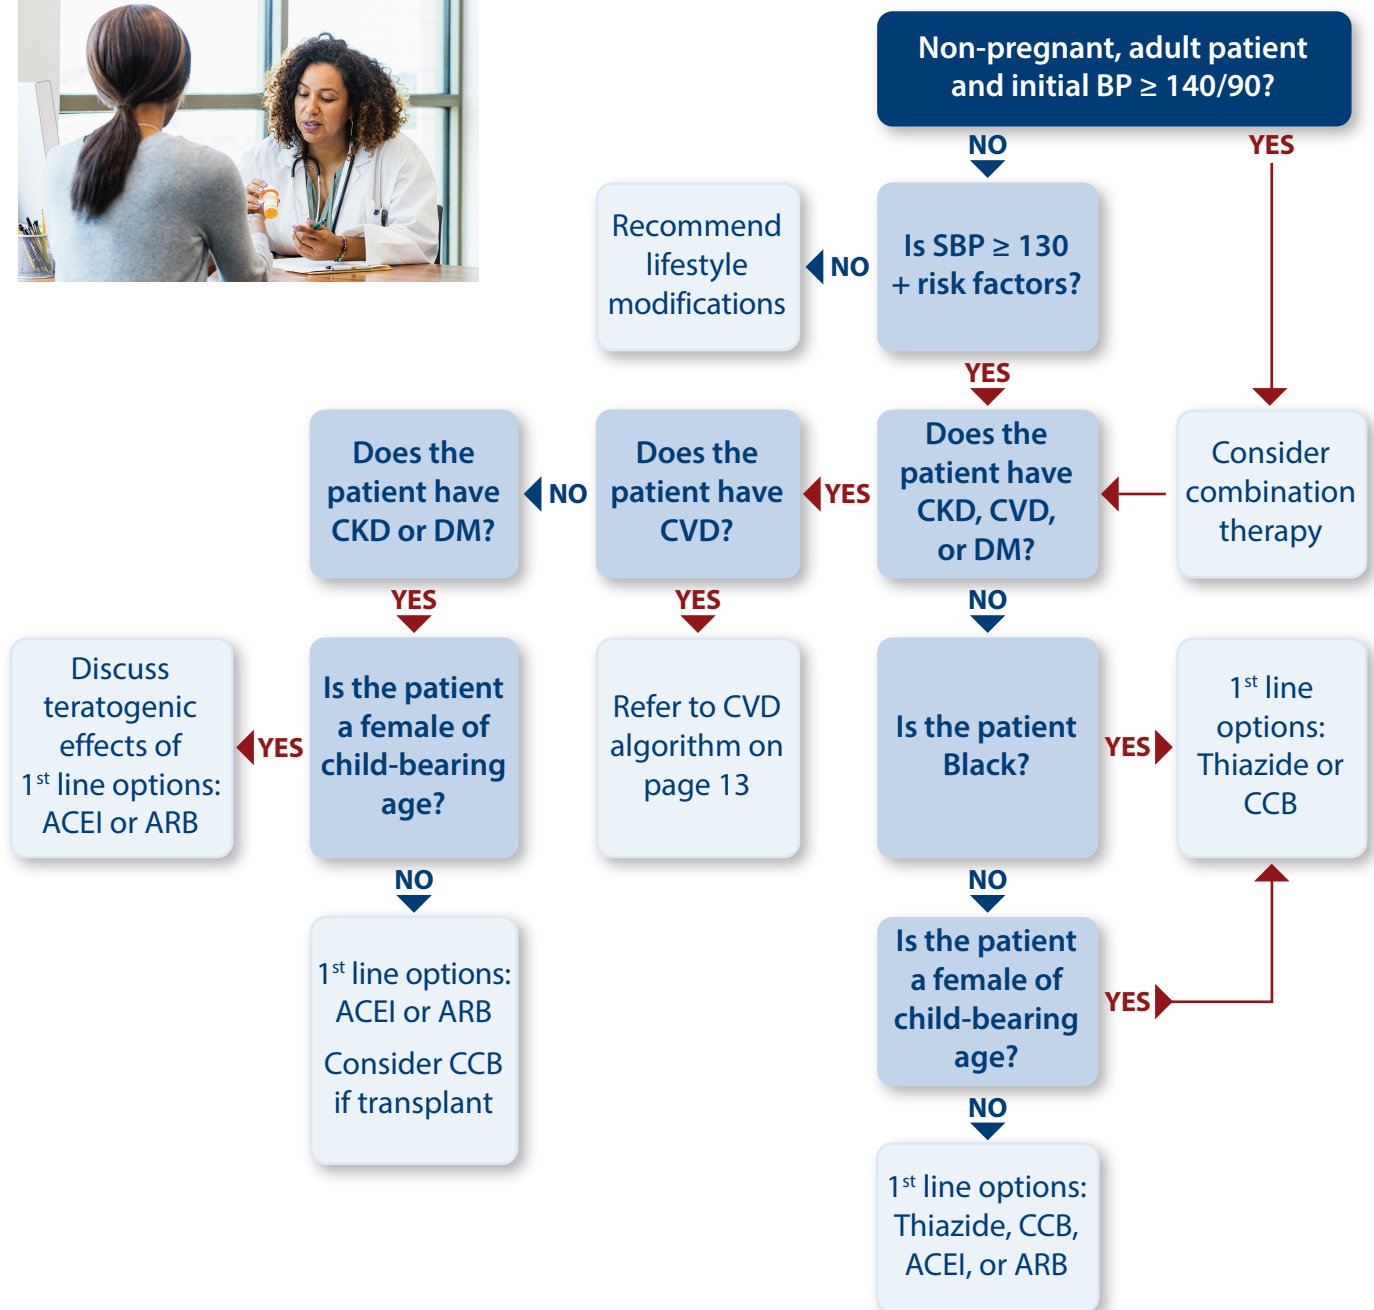 Non-pregnant, adult patient
and initial BP ≥ 140/90?
NO
YES
Recommend
lifestyle
modifications
NO
Is SBP ≥ 130
+ risk factors?
YES
Does the
patient have
CKD or DM?
NO
Does the
patient have
CVD?
YES
Does the
patient have
CKD, CVD,
or DM?
Consider
combination
therapy
YES
YES
NO
Discuss
teratogenic
effects of
1st line options:
ACEI or ARB
YES
Is the patient
a female of
child-bearing
age?
Refer to CVD
algorithm on
page 13
Is the patient
Black?
YES
1st line
options:
Thiazide or
CCB
NO
NO
1st line options:
ACEI or ARB
Consider CCB
if transplant
Is the patient
a female of
child-bearing
age?
YES
NO
1st line options:
Thiazide, CCB,
ACEI, or ARB